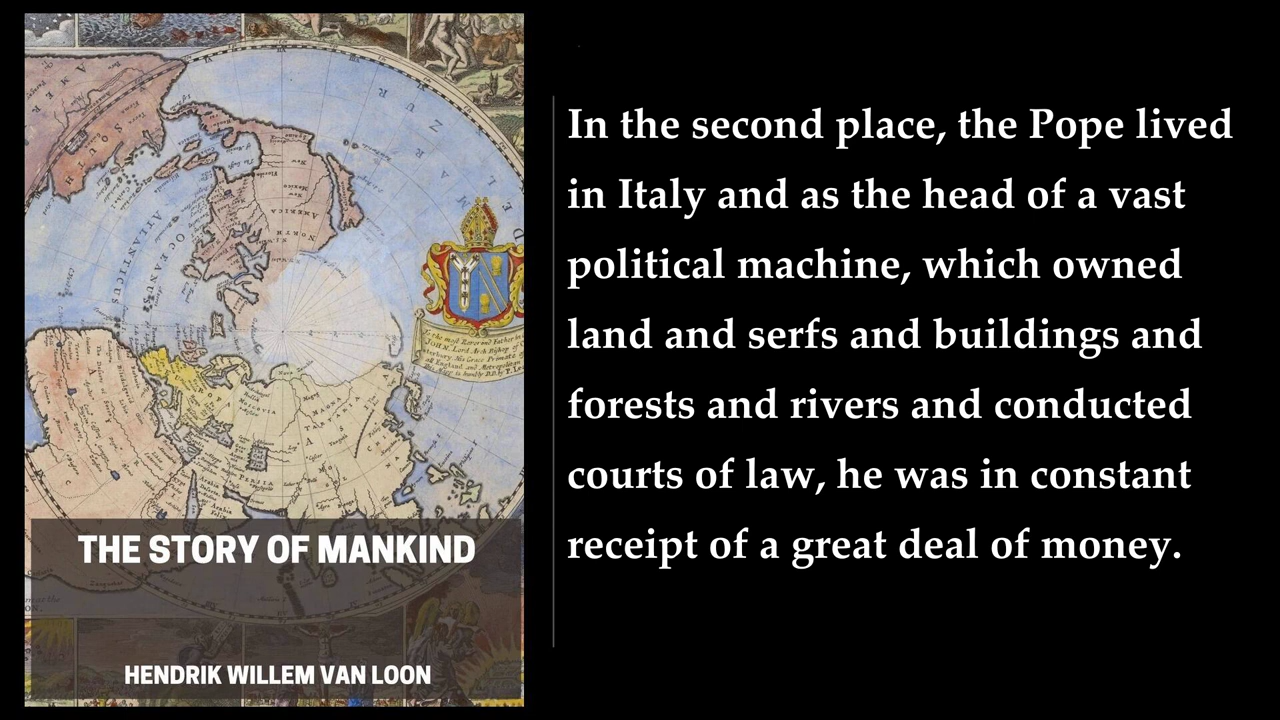 THE STORY OF MANKIND
HENDRIK WILLEM VAN LOON
In the second place, the Pope lived
in Italy and as the head of a vast
political machine, which owned
land and serfs and buildings and
forests and rivers and conducted
courts of law, he was in constant
receipt of a great deal of money.